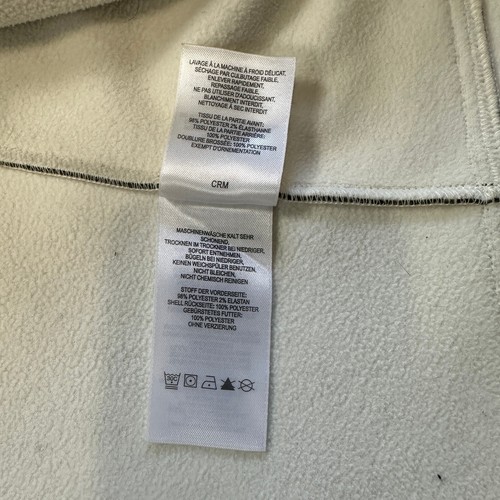 LAVAGE À LA MACHINE À FROID DÉLICAT,
SÉCHAGE PAR CULBUTAGE FAIBLE,
ENLEVER RAPIDEMENT,
REPASSAGE FAIBLE,
NE PAS UTILISER D'ADOUCISSANT,
BLANCHIMENT INTERDIT,
NETTOYAGE À SEC INTERDIT
TISSU DE LA PARTIE AVANT:
98% POLYESTER 2% ÉLASTHANNE
TISSU DE LA PARTIE ARRIÈRE:
100% POLYESTER
DOUBLURE BROSSÉE: 100% POLYESTER
EXEMPT D'ORNEMENTATION
CRM
MASCHINENWÄSCHE KALT SEHR
SCHONEND,
TROCKNEN IM TROCKNER BEI NIEDRIGER,
SOFORT ENTNEHMEN,
BÜGELN BEI NIEDRIGER,
KEINEN WEICHSPÜLER BENUTZEN,
NICHT BLEICHEN,
NICHT CHEMISCH REINIGEN
STOFF DER VORDERSEITE:
98% POLYESTER 2% ELASTAN
SHELL RÜCKSEITE: 100% POLYESTER
GEBÜRSTETES FUTTER:
100% POLYESTER
OHNE VERZIERUNG
30C